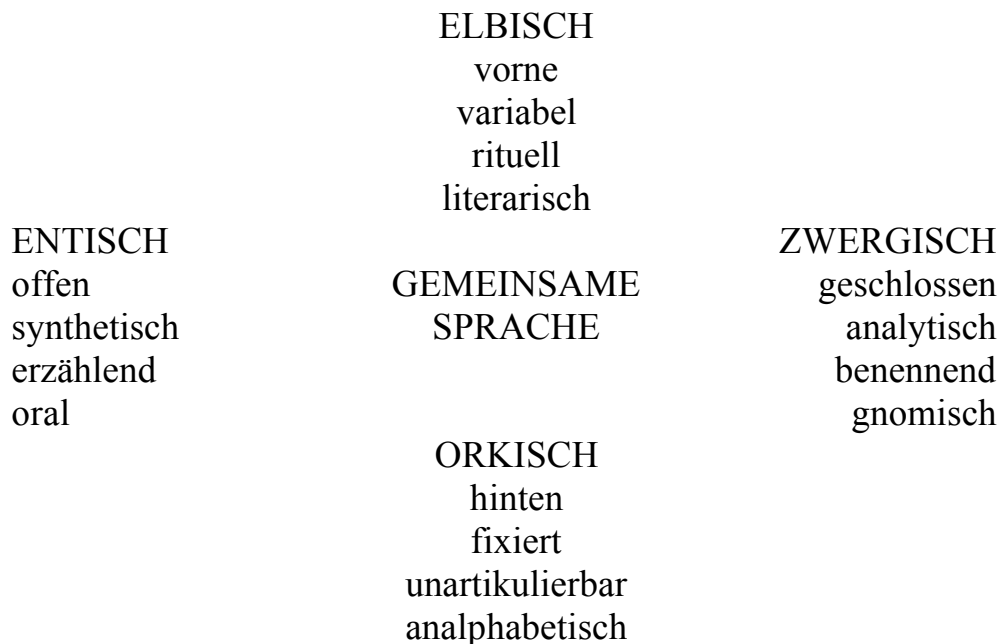 ELBISCH
vorne
variabel
rituell
literarisch
ENTISCH
offen
synthetisch
erzählend
oral
GEMEINSAME
SPRACHE
ZWERGISCH
geschlossen
analytisch
benennend
gnomisch
ORKISCH
hinten
fixiert
unartikulierbar
analphabetisch